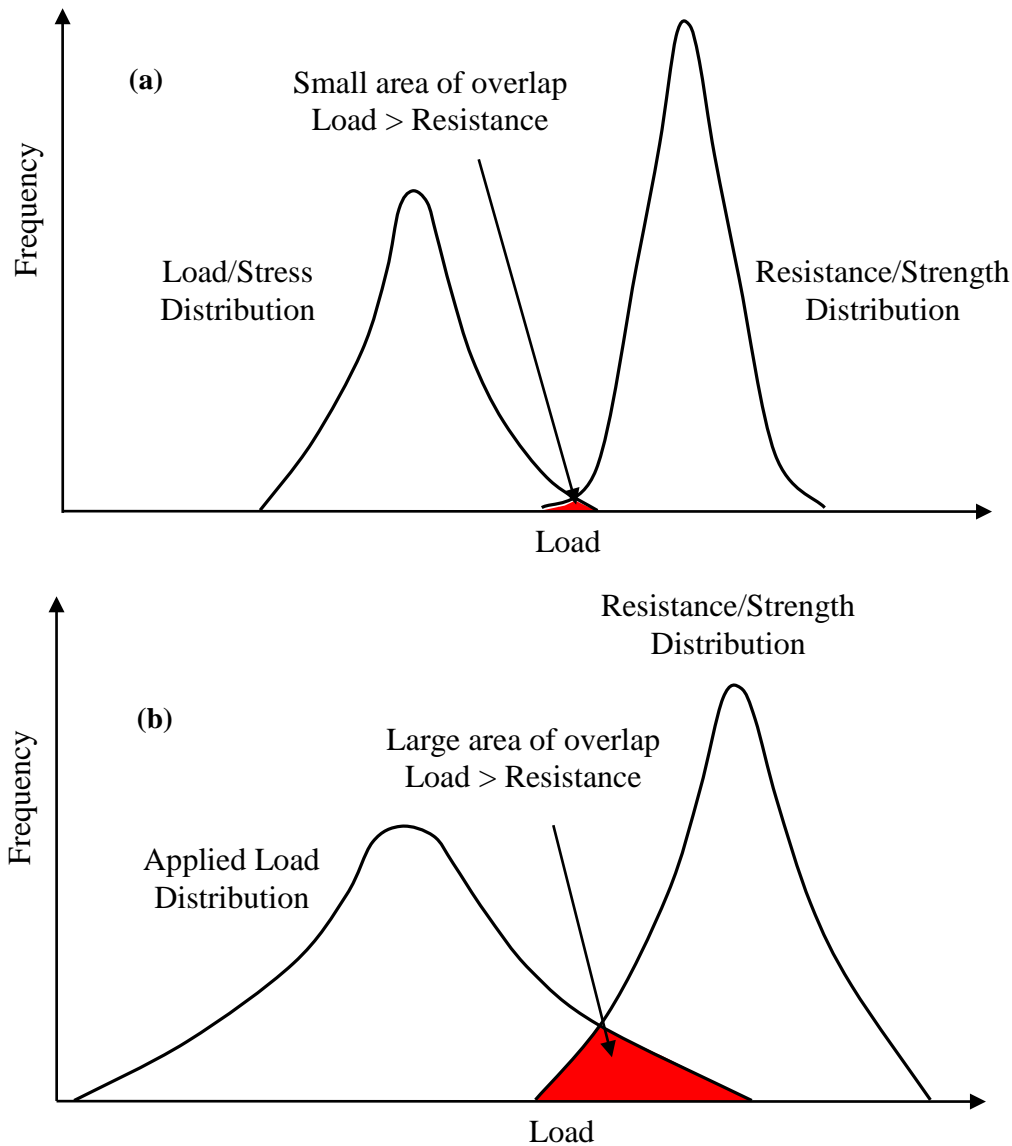 (a)
Small area of overlap
Load > Resistance
Frequency
Load/Stress
Distribution
Resistance/Strength
Distribution
Load
Resistance/Strength
Distribution
(b)
Large area of overlap
Load > Resistance
Frequency
Applied Load
Distribution
Load